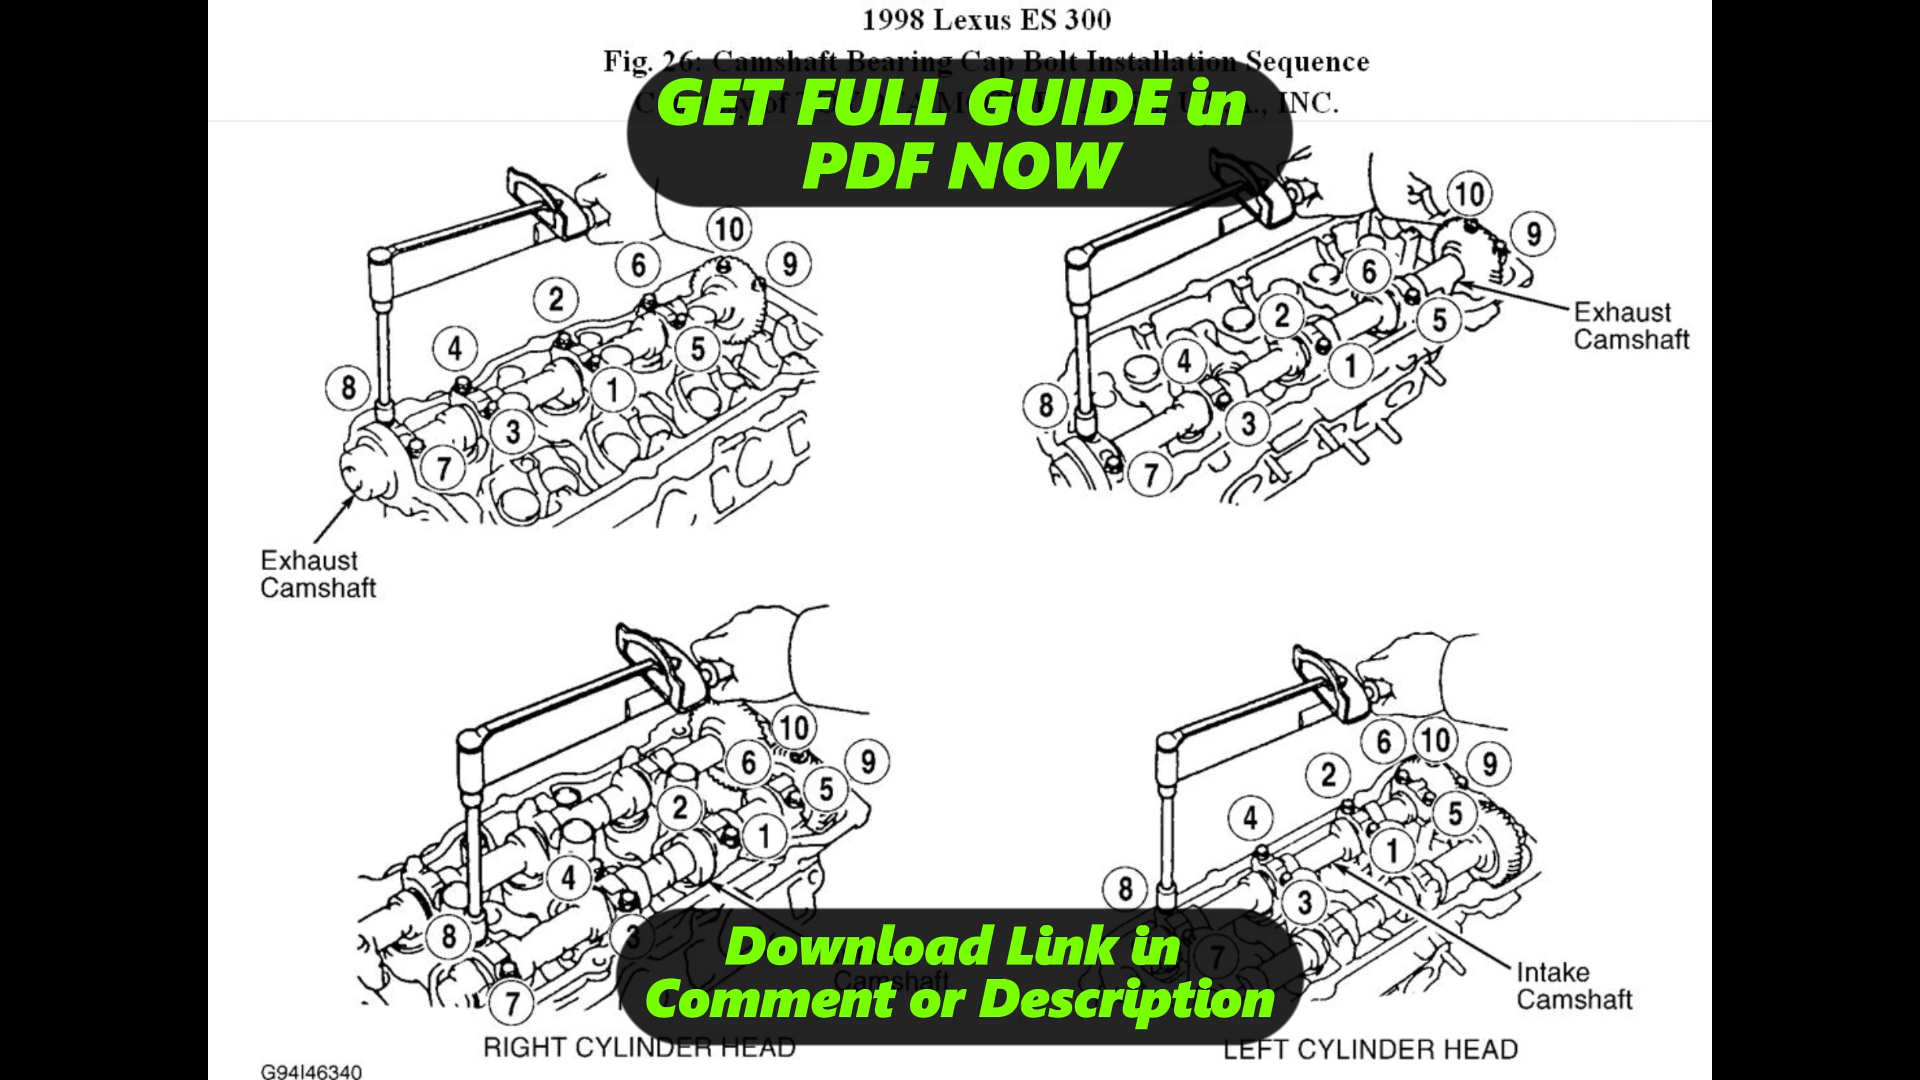 1998 Lexus ES 300
Fig. 26: Camshaft Bearing Cap Bolt Installation Sequence
INC.
GET FULL GUIDE in
PDF NOW
10
6
9
2
4
5
8
1
3
7
Exhaust
Camshaft
10
9
6
2
5
4
1
8
3
7
Exhaust
Camshaft
10
6
9
5
2
1
4
8
3
7
RIGHT CYLINDER HEAD
6
10
9
2
5
4
1
8
3
7
Intake
Camshaft
LEFT CYLINDER HEAD
Camshaft
Download Link in
Comment or Description
G94I46340